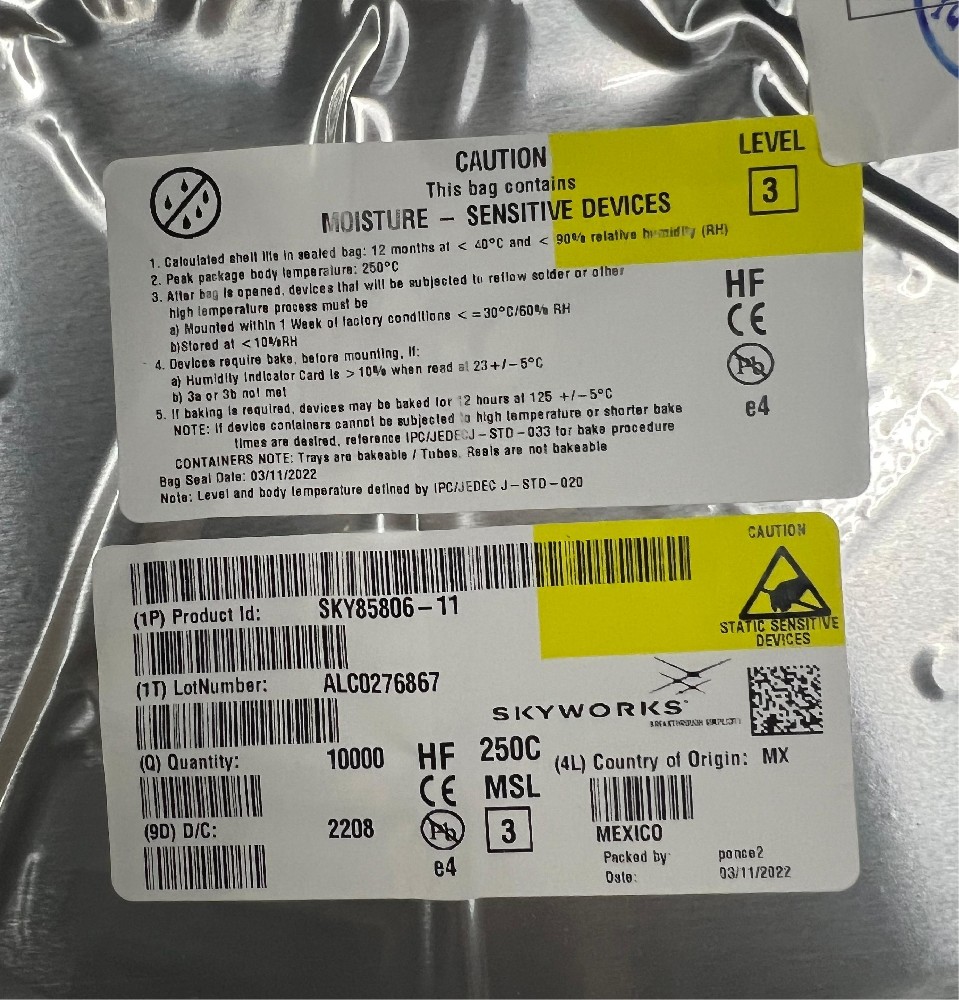 CAUTION
LEVEL
This bag contains
3
MOISTURE – SENSITIVE DEVICES
1. Calculated shelf life in sealed bag: 12 months at < 40°C and < 90% relative humidity (RH)
2. Peak package body temperature: 250°C
3. After bag is opened, devices that will be subjected to reflow solder or other
high temperature process must be
a) Mounted within 1 Week of factory conditions <=30°C/60% RH
b)Stored at <10%RH
4. Devices require bake, before mounting, if:
a) Humidity Indicator Card is >10% when read at 23+/-5°C
b) 3a or 3b not met
5. If baking is required, devices may be baked for 12 hours at 125 +/-5°C
NOTE: If device containers cannot be subjected to high temperature or shorter bake
times are desired, reference IPC/JEDEC J-STD-033 for bake procedure
CONTAINERS NOTE: Trays are bakeable / Tubes, Reels are not bakeable
Bag Seal Date: 03/11/2022
Note: Level and body temperature defined by IPC/JEDEC J-STD-020
HF
CE
Pb
e4
CAUTION
STATIC SENSITIVE
DEVICES
(1P) Product Id: SKY85806-11
(1T) LotNumber: ALC0276867
SKYWORKS
BREAKTHROUGH SIMPLICITY
(Q) Quantity: 10000
HF 250C
(4L) Country of Origin: MX
CE MSL
(9D) D/C: 2208
Pb 3
MEXICO
e4
Packed by: ponce2
Date: 03/11/2022